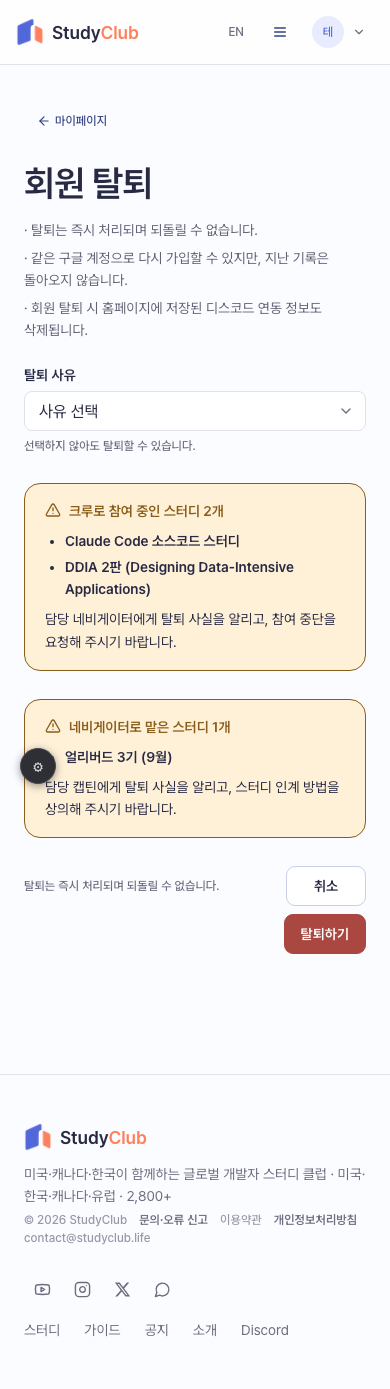 StudyClub
EN
테
마이페이지
회원 탈퇴
· 탈퇴는 즉시 처리되며 되돌릴 수 없습니다.
· 같은 구글 계정으로 다시 가입할 수 있지만, 지난 기록은
돌아오지 않습니다.
· 회원 탈퇴 시 홈페이지에 저장된 디스코드 연동 정보도
삭제됩니다.
탈퇴 사유
사유 선택
선택하지 않아도 탈퇴할 수 있습니다.
크루로 참여 중인 스터디 2개
• Claude Code 소스코드 스터디
• DDIA 2판 (Designing Data-Intensive
Applications)
담당 네비게이터에게 탈퇴 사실을 알리고, 참여 중단을
요청해 주시기 바랍니다.
네비게이터로 맡은 스터디 1개
얼리버드 3기 (9월)
담당 캡틴에게 탈퇴 사실을 알리고, 스터디 인계 방법을
상의해 주시기 바랍니다.
탈퇴는 즉시 처리되며 되돌릴 수 없습니다.
취소
탈퇴하기
StudyClub
미국·캐나다·한국이 함께하는 글로벌 개발자 스터디 클럽 · 미국·
한국·캐나다·유럽 · 2,800+
© 2026 StudyClub 문의·오류 신고 이용약관 개인정보처리방침
contact@studyclub.life
스터디 가이드 공지 소개 Discord